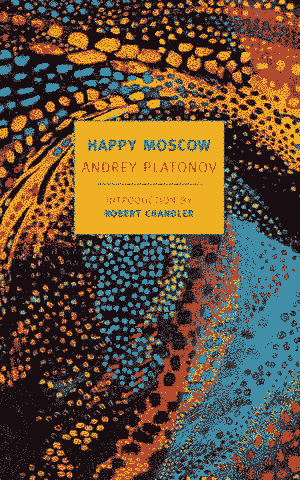 HAPPY MOSCOW
ANDREY PLATONOV
INTRODUCTION BY
ROBERT CHANDLER